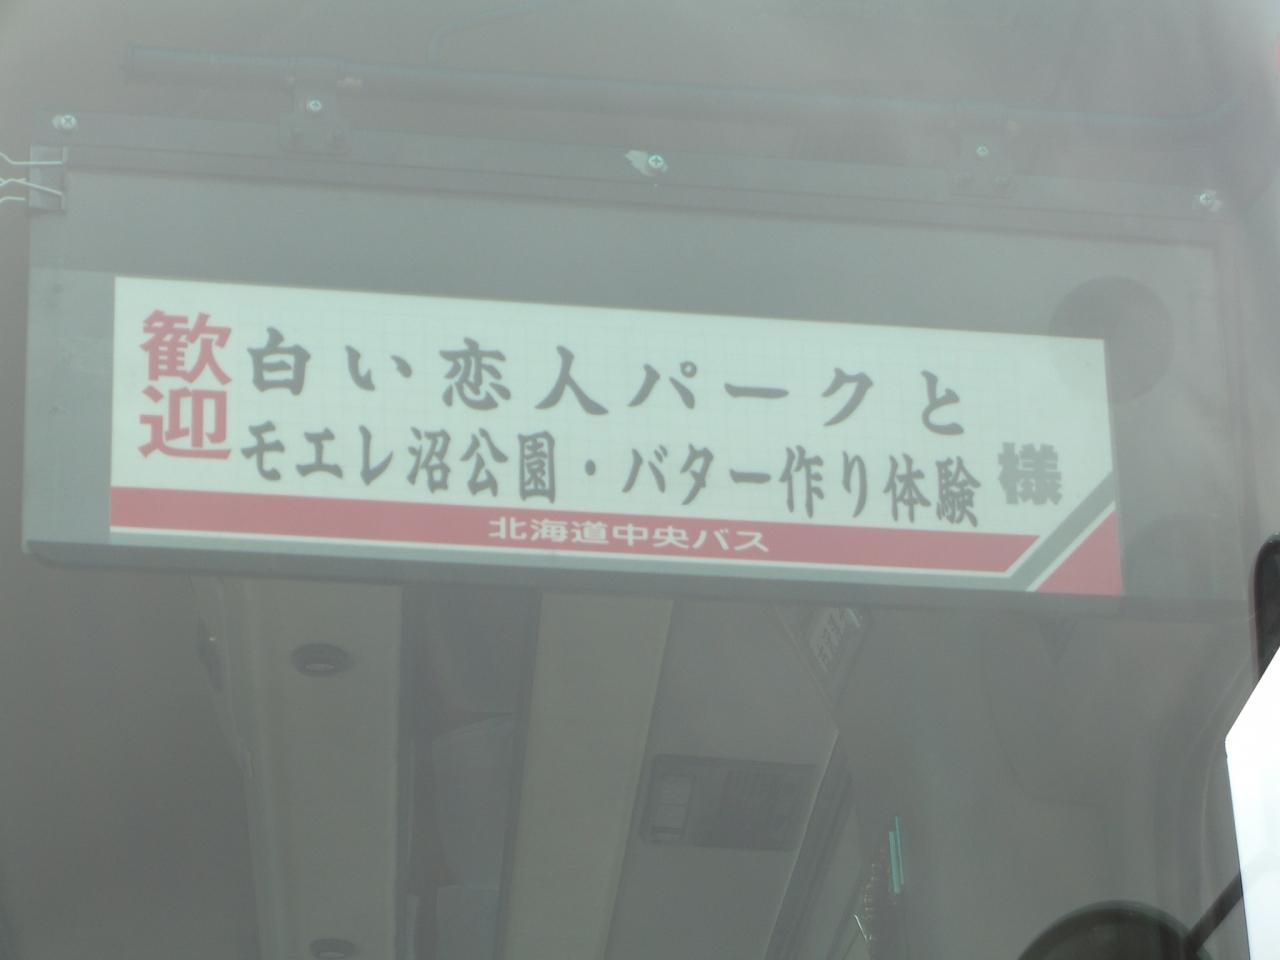 歓迎
白い恋人パークと
モエレ沼公園・バター作り体験 様
北海道中央バス